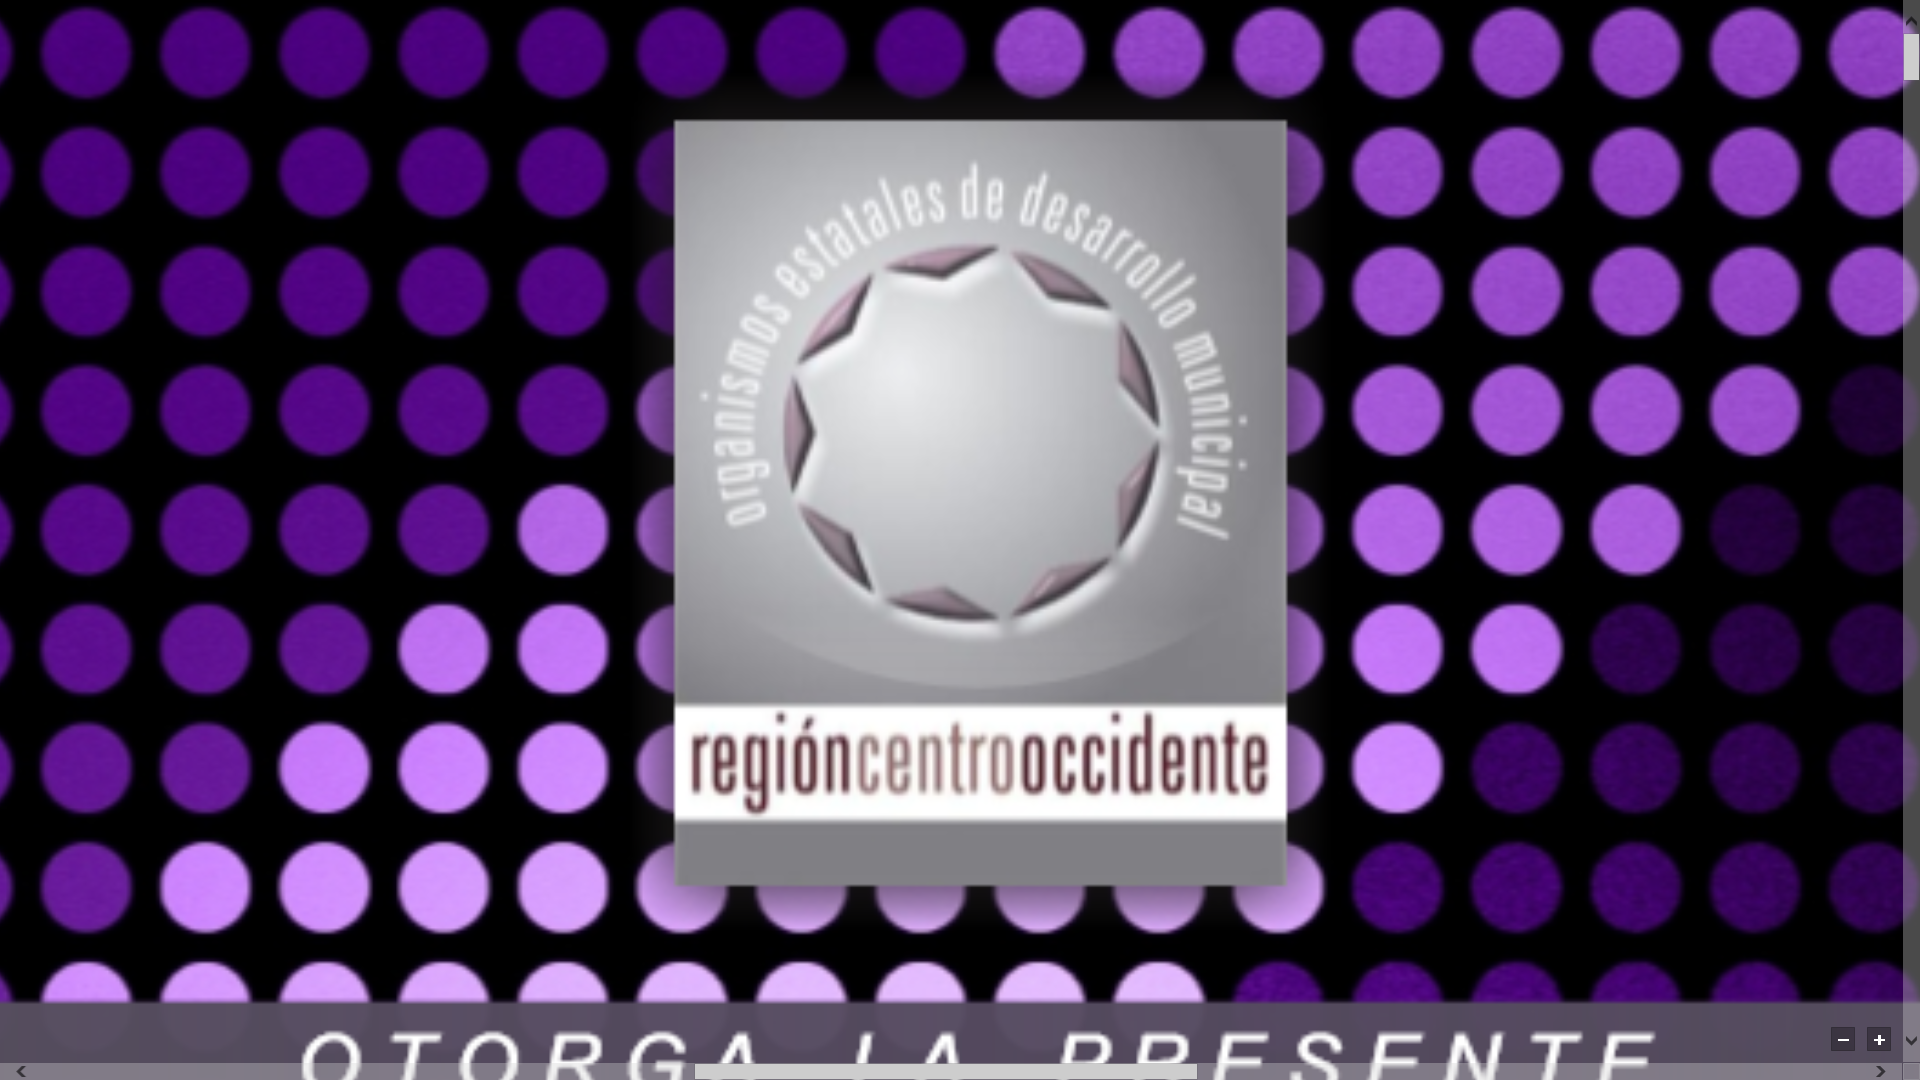 organismos estatales de desarrollo municipal
regióncentrooccidente
OTORGA LA PRESENTE